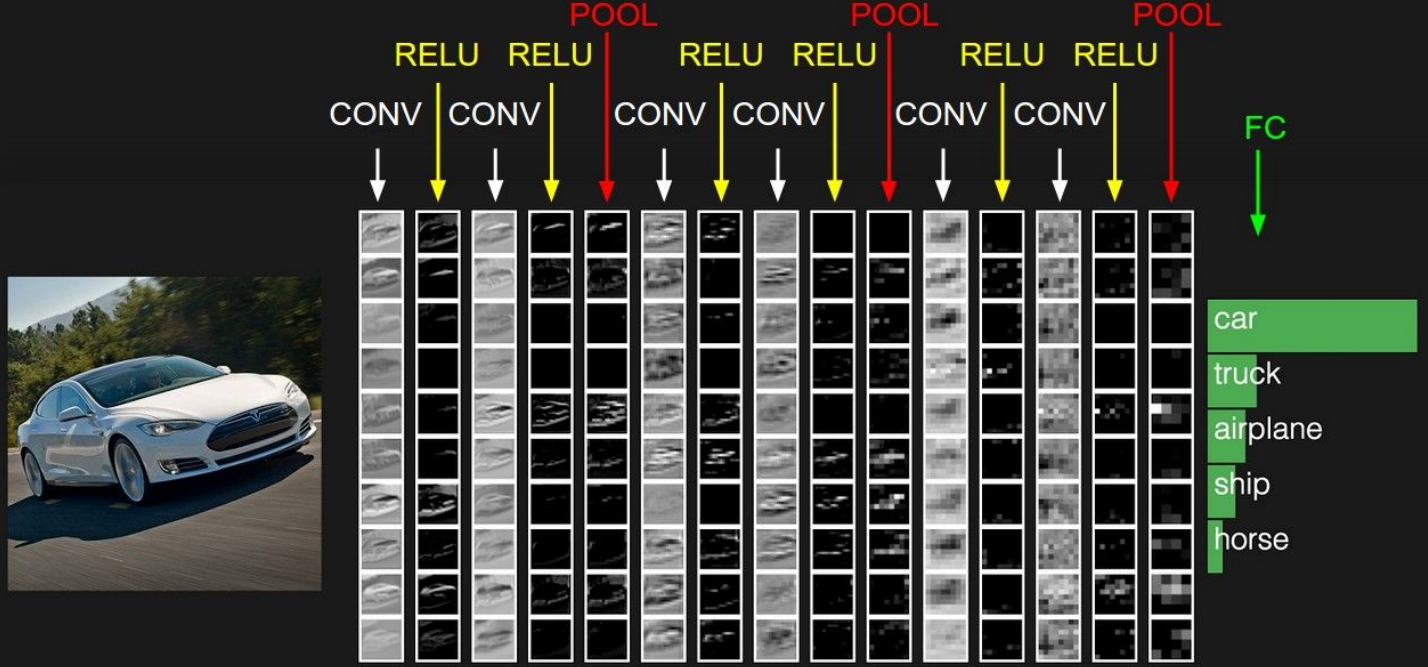 POOL POOL POOL
RELU RELU RELU RELU RELU RELU
CONV CONV CONV CONV CONV CONV
FC
car
truck
airplane
ship
horse